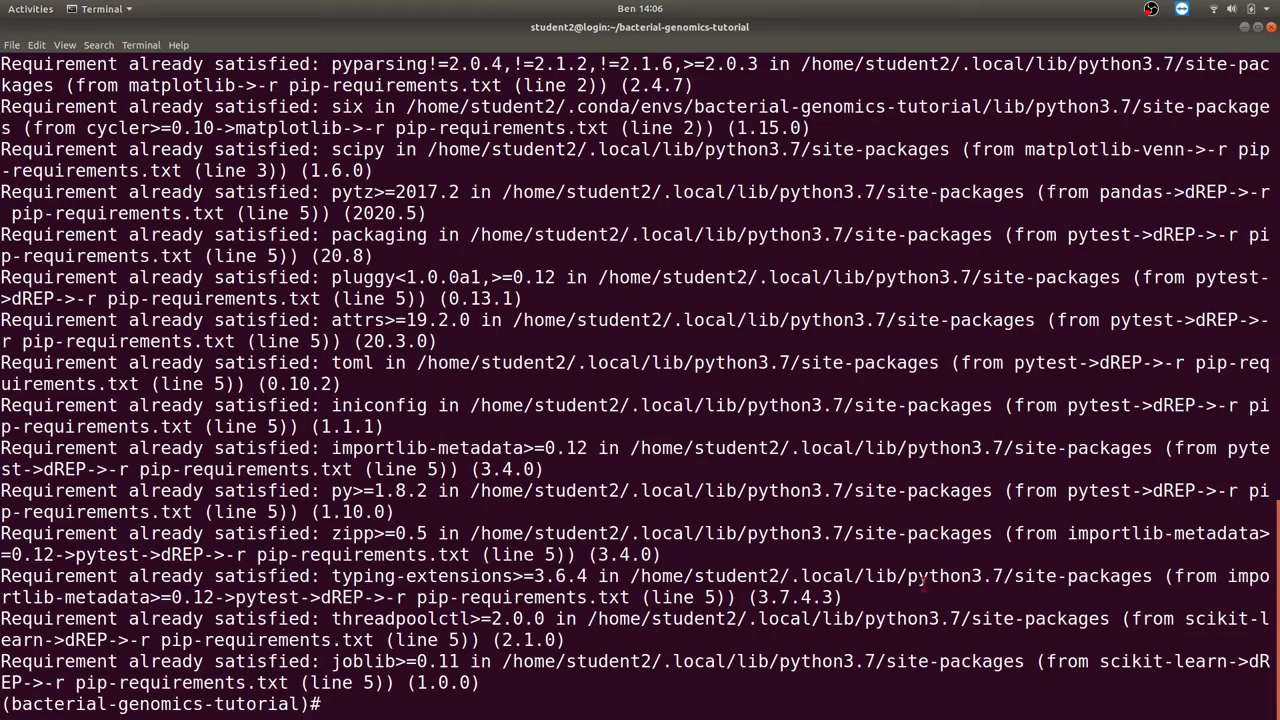 Activities Terminal Ben 14:06
student2@login:~/bacterial-genomics-tutorial
File Edit View Search Terminal Help
Requirement already satisfied: pyparsing!=2.0.4,!=2.1.2,!=2.1.6,>=2.0.3 in /home/student2/.local/lib/python3.7/site-pac
kages (from matplotlib->-r pip-requirements.txt (line 2)) (2.4.7)
Requirement already satisfied: six in /home/student2/.conda/envs/bacterial-genomics-tutorial/lib/python3.7/site-package
s (from cycler>=0.10->matplotlib->-r pip-requirements.txt (line 2)) (1.15.0)
Requirement already satisfied: scipy in /home/student2/.local/lib/python3.7/site-packages (from matplotlib-venn->-r pip
-requirements.txt (line 3)) (1.6.0)
Requirement already satisfied: pytz>=2017.2 in /home/student2/.local/lib/python3.7/site-packages (from pandas->dREP->-r
 pip-requirements.txt (line 5)) (2020.5)
Requirement already satisfied: packaging in /home/student2/.local/lib/python3.7/site-packages (from pytest->dREP->-r pi
p-requirements.txt (line 5)) (20.8)
Requirement already satisfied: pluggy<1.0.0a1,>=0.12 in /home/student2/.local/lib/python3.7/site-packages (from pytest-
>dREP->-r pip-requirements.txt (line 5)) (0.13.1)
Requirement already satisfied: attrs>=19.2.0 in /home/student2/.local/lib/python3.7/site-packages (from pytest->dREP->-
r pip-requirements.txt (line 5)) (20.3.0)
Requirement already satisfied: toml in /home/student2/.local/lib/python3.7/site-packages (from pytest->dREP->-r pip-req
uirements.txt (line 5)) (0.10.2)
Requirement already satisfied: iniconfig in /home/student2/.local/lib/python3.7/site-packages (from pytest->dREP->-r pi
p-requirements.txt (line 5)) (1.1.1)
Requirement already satisfied: importlib-metadata>=0.12 in /home/student2/.local/lib/python3.7/site-packages (from pyte
st->dREP->-r pip-requirements.txt (line 5)) (3.4.0)
Requirement already satisfied: py>=1.8.2 in /home/student2/.local/lib/python3.7/site-packages (from pytest->dREP->-r pi
p-requirements.txt (line 5)) (1.10.0)
Requirement already satisfied: zipp>=0.5 in /home/student2/.local/lib/python3.7/site-packages (from importlib-metadata>
=0.12->pytest->dREP->-r pip-requirements.txt (line 5)) (3.4.0)
Requirement already satisfied: typing-extensions>=3.6.4 in /home/student2/.local/lib/python3.7/site-packages (from impo
rtlib-metadata>=0.12->pytest->dREP->-r pip-requirements.txt (line 5)) (3.7.4.3)
Requirement already satisfied: threadpoolctl>=2.0.0 in /home/student2/.local/lib/python3.7/site-packages (from scikit-l
earn->dREP->-r pip-requirements.txt (line 5)) (2.1.0)
Requirement already satisfied: joblib>=0.11 in /home/student2/.local/lib/python3.7/site-packages (from scikit-learn->dR
EP->-r pip-requirements.txt (line 5)) (1.0.0)
(bacterial-genomics-tutorial)#